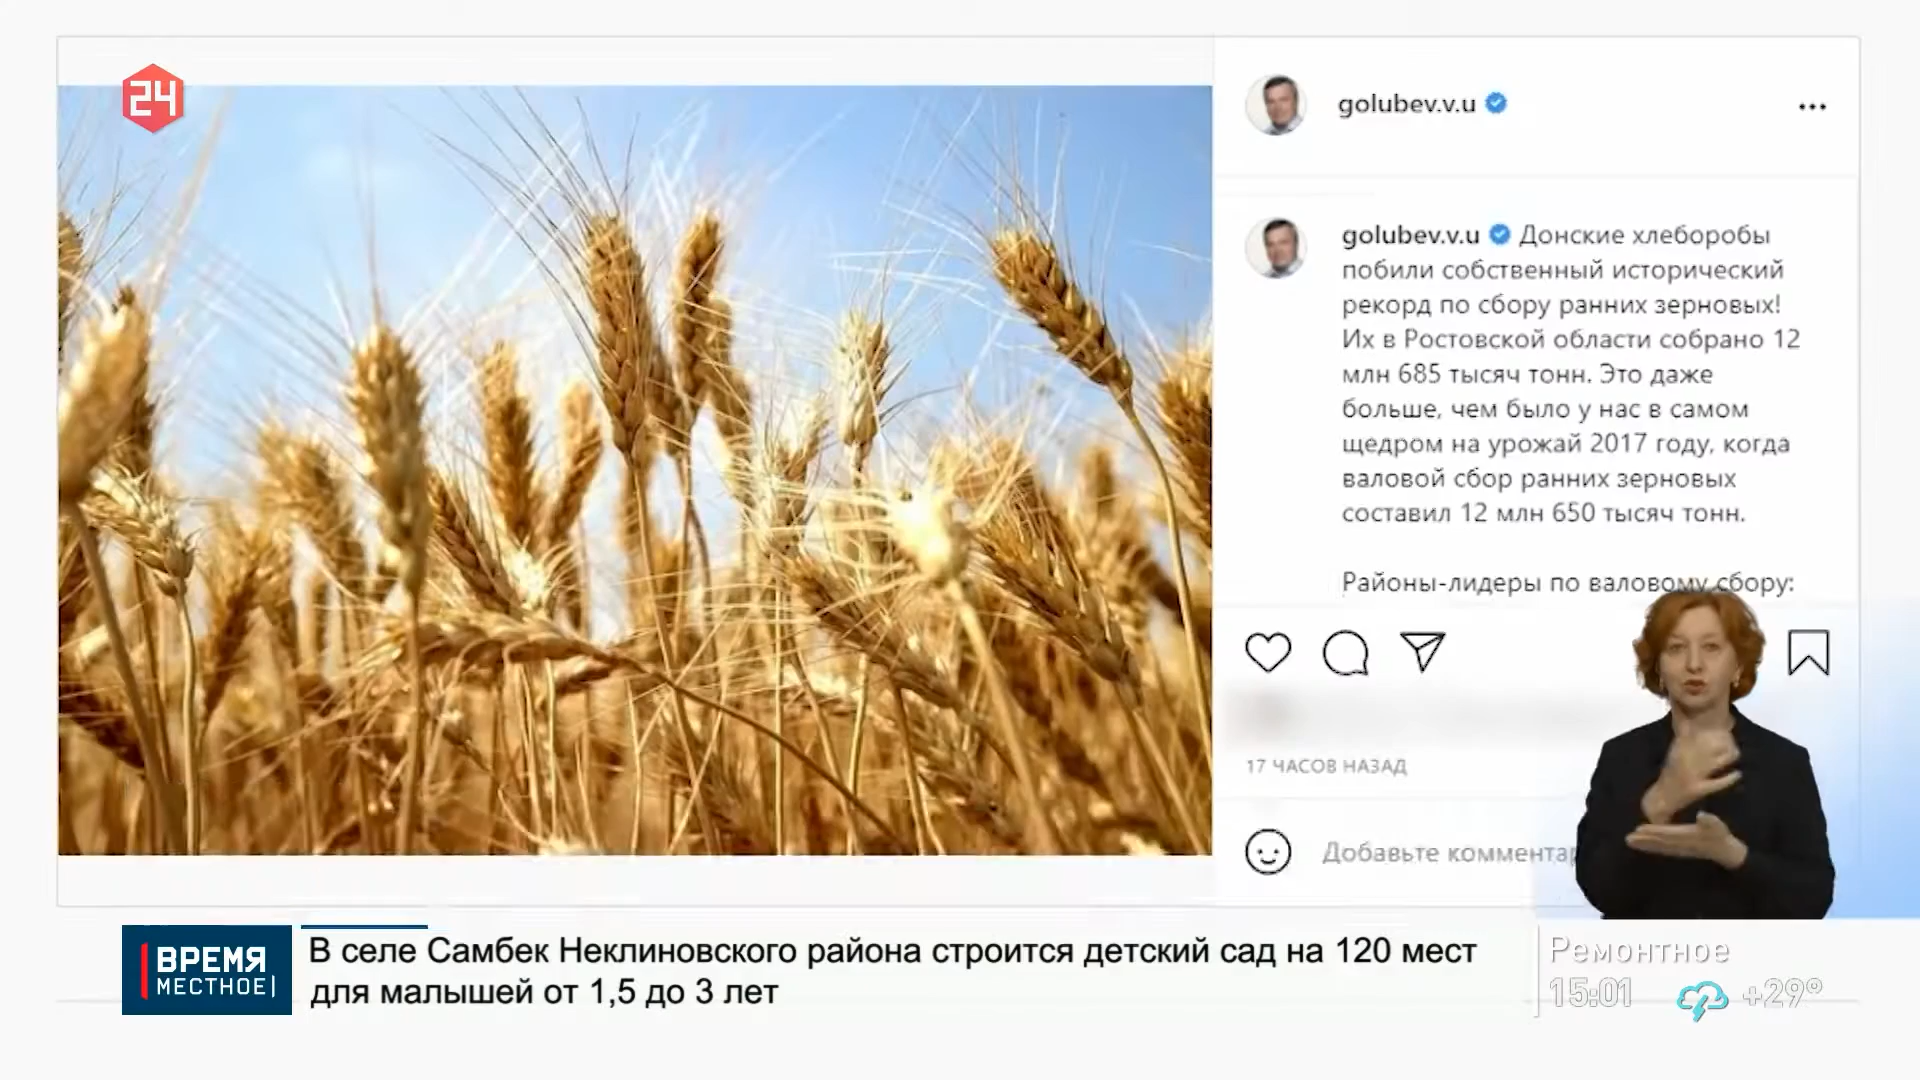 24
golubev.v.u
golubev.v.u Донские хлеборобы
побили собственный исторический
рекорд по сбору ранних зерновых!
Их в Ростовской области собрано 12
млн 685 тысяч тонн. Это даже
больше, чем было у нас в самом
щедром на урожай 2017 году, когда
валовой сбор ранних зерновых
составил 12 млн 650 тысяч тонн.
Районы-лидеры по валовому сбору:
17 ЧАСОВ НАЗАД
Добавьте коммента
ВРЕМЯ
МЕСТНОЕ
В селе Самбек Неклиновского района строится детский сад на 120 мест
для малышей от 1,5 до 3 лет
Ремонтное
15:01 +29°